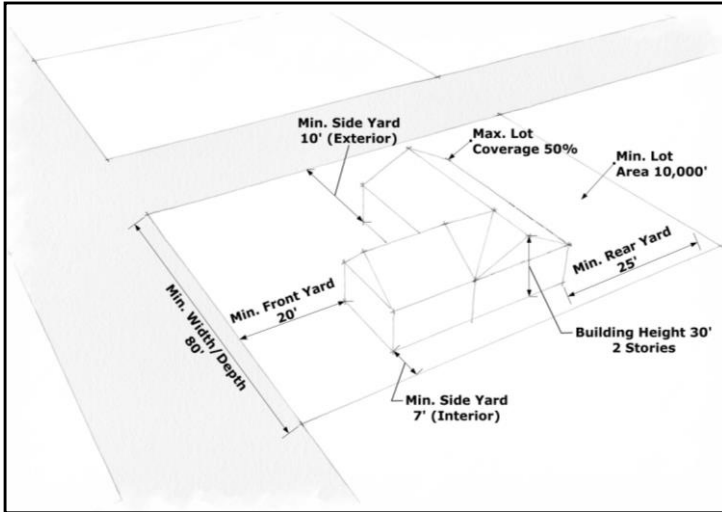 Min. Side Yard
10' (Exterior)
Max. Lot
Coverage 50%
Min. Lot
Area 10,000'
Min. Rear Yard
25'
Min. Front Yard
20'
Min. Width/Depth
80'
Building Height 30'
2 Stories
Min. Side Yard
7' (Interior)